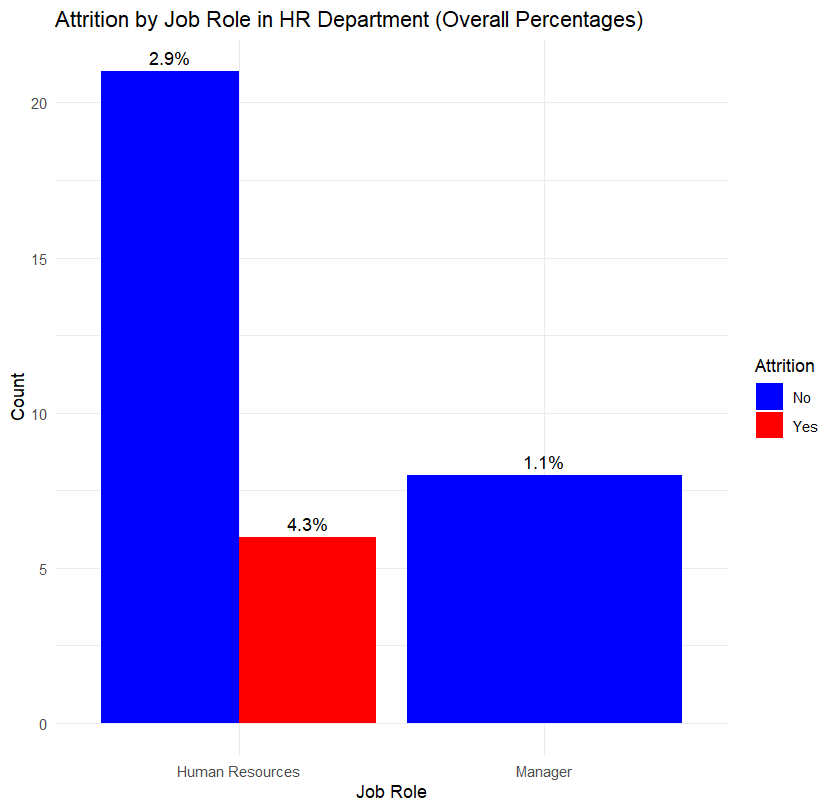 Attrition by Job Role in HR Department (Overall Percentages)
2.9%
20
15
Attrition
Count
No
10
Yes
1.1%
4.3%
5
0
Human Resources
Manager
Job Role